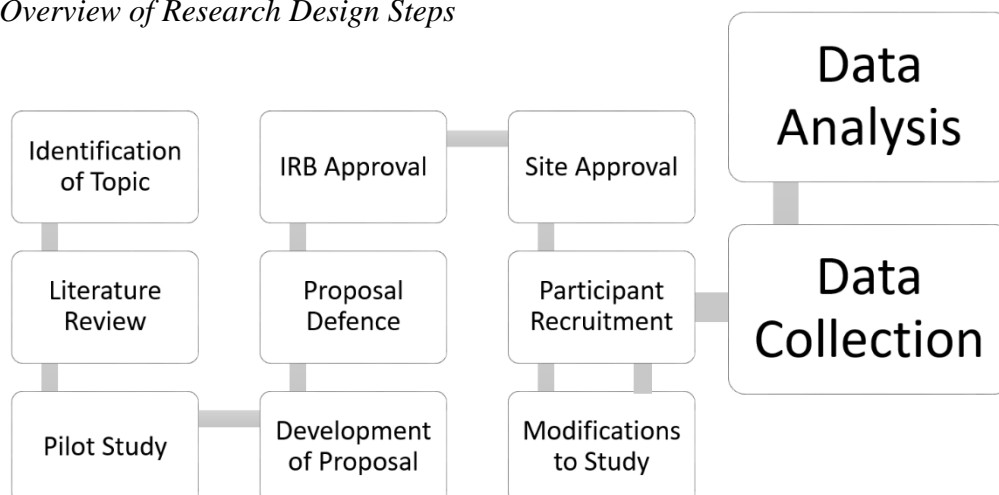 Overview of Research Design Steps
Identification
of Topic
Literature
Review
Pilot Study
Development
of Proposal
Proposal
Defence
IRB Approval
Site Approval
Participant
Recruitment
Modifications
to Study
Data
Collection
Data
Analysis